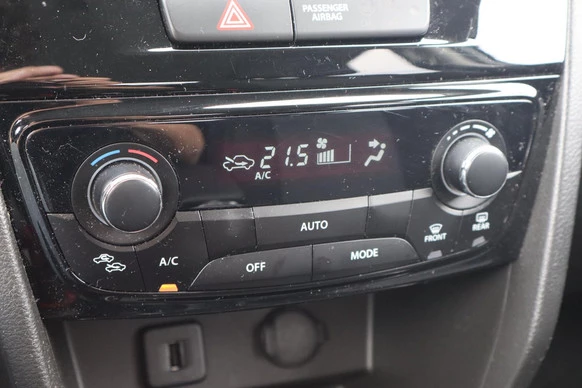 PASSENGER
AIRBAG
21.5
A/C
AUTO
FRONT
REAR
A/C
OFF
MODE